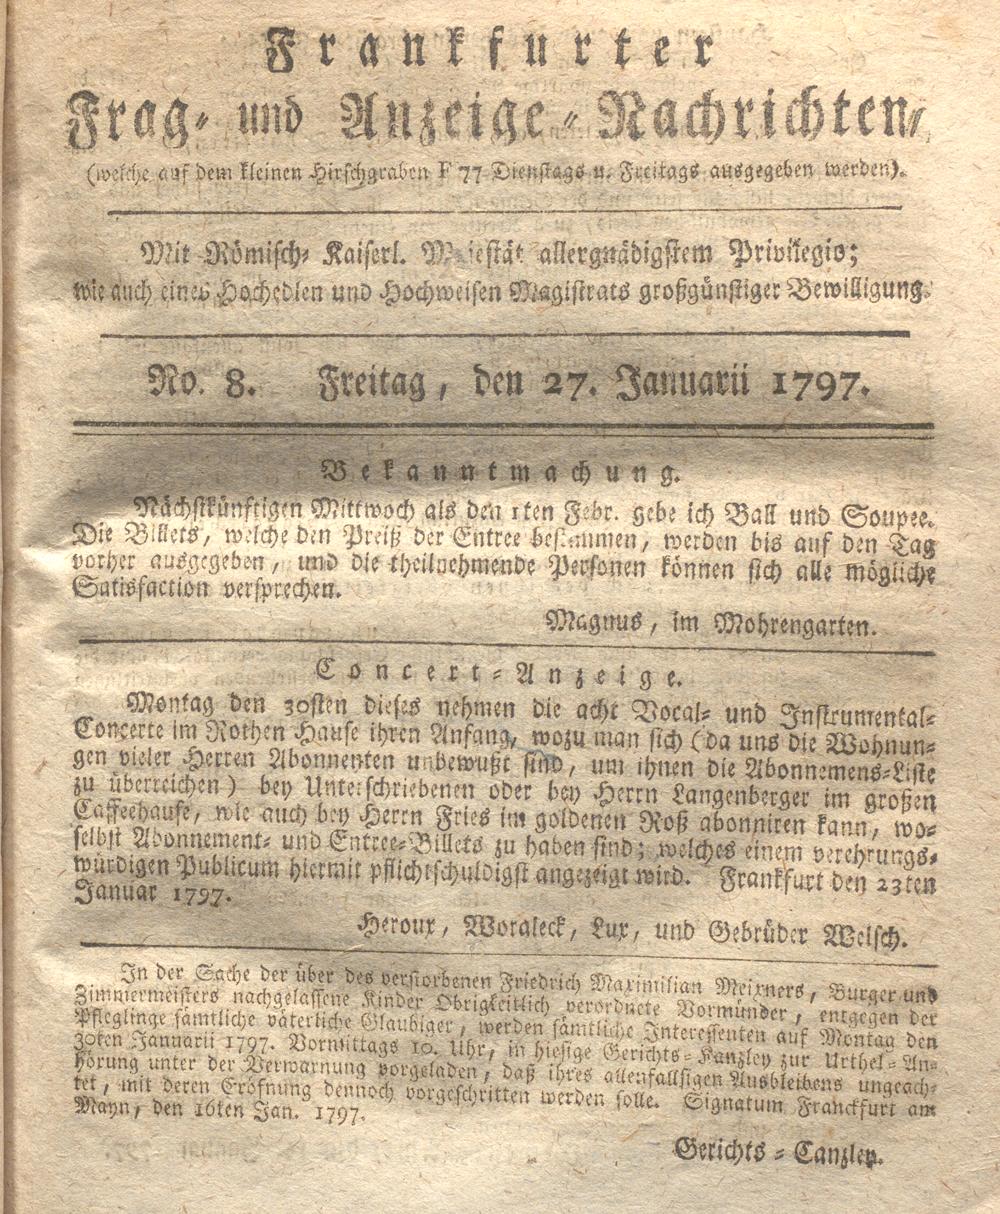 Frankfurter
Frag- und Anzeige-Nachrichten,
(welche auf dem kleinen Hirschgraben F 77 Dienstags u. Freitags ausgegeben werden).
Mit Römisch- Kaiserl. Majestät allergnädigstem Privilegio;
wie auch eines Hochedlen und Hochweisen Magistrats großgünstiger Bewilligung.
No. 8. Freitag, den 27. Januarii 1797.
Bekanntmachung.
Nächstkünftigen Mittwoch als den 1ten Febr. gebe ich Ball und Soupee.
Die Billets, welche den Preiß der Entree bestimmen, werden bis auf den Tag
vorher ausgegeben, und die theilnehmende Personen können sich alle mögliche
Satisfaction versprechen.
Magnus, im Mohrengarten.
Concert-Anzeige.
Montag den 30sten dieses nehmen die acht Vocal- und Instrumental-
Concerte im Rothen Hause ihren Anfang, wozu man sich (da uns die Wohnun-
gen vieler Herren Abonnenten unbewußt sind, um ihnen die Abonnemens-Liste
zu überreichen) bey Unterschriebenen oder bey Herrn Langenberger im großen
Caffeehause, wie auch bey Herrn Fries im goldenen Roß abonniren kann, wo-
selbst Abonnement- und Entree-Billets zu haben sind; welches einem verehrungs-
würdigen Publicum hiermit pflichtschuldigst angezeigt wird. Frankfurt den 23ten
Januar 1797.
Heroux, Woraleck, Lux, und Gebrüder Welsch.
In der Sache der über des verstorbenen Friedrich Maximilian Meixners, Burger und
Zimmermeisters nachgelassene Kinder Obrigkeitlich verordnete Vormünder, entgegen der
Pfleglinge sämtliche väterliche Glaubiger, werden sämtliche Interessenten auf Montag den
30ten Januarii 1797. Vormittags 10. Uhr, in hiesige Gerichts-Kanzley zur Urthel-An-
hörung unter der Verwarnung vorgeladen, daß ihres allenfallsigen Ausbleibens ungeach-
tet, mit deren Eröfnung dennoch vorgeschritten werden solle. Signatum Franckfurt am
Mayn, den 16ten Jan. 1797.
Gerichts-Canzley.